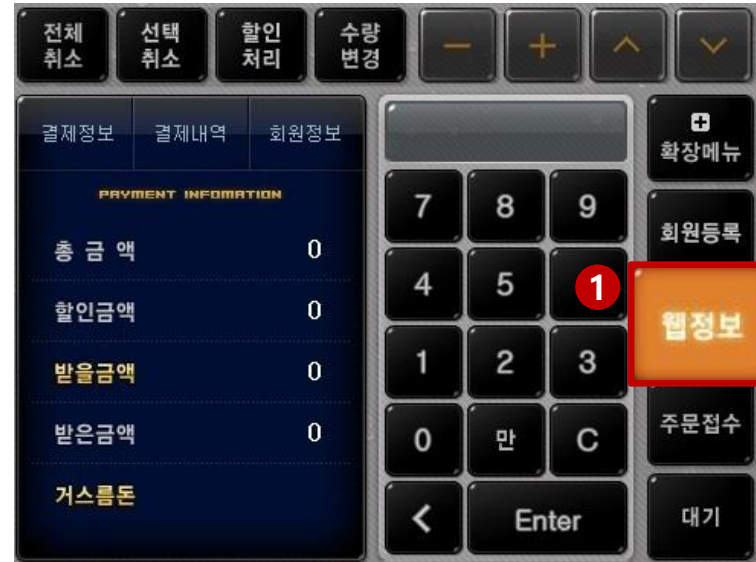 전체
취소
선택
취소
할인
처리
수량
변경
- + ^ ˅
결제정보 결제내역 회원정보
PAYMENT INFOMATION
총 금 액 0
할인금액 0
받을금액 0
받은금액 0
거스름돈
7 8 9
4 5 1
1 2 3
0 만 C
< Enter
확장메뉴
회원등록
웹정보
주문접수
대기